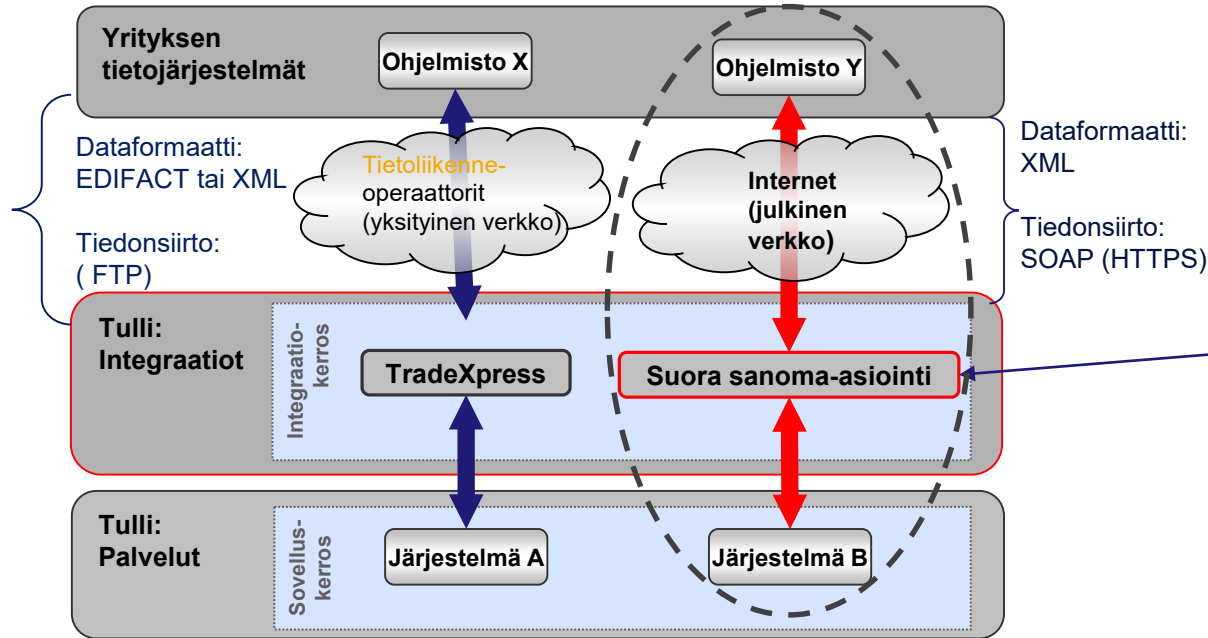 Yrityksen
tietojärjestelmät
Ohjelmisto X
Ohjelmisto Y
Dataformaatti:
EDIFACT tai XML
Tiedonsiirto:
( FTP)
Tietoliikenne-
operaattorit
(yksityinen verkko)
Internet
(julkinen
verkko)
Dataformaatti:
XML
Tiedonsiirto:
SOAP (HTTPS)
Tulli:
Integraatiot
Integraatio-
kerros
TradeXpress
Suora sanoma-asiointi
Tulli:
Palvelut
Sovellus-
kerros
Järjestelmä A
Järjestelmä B